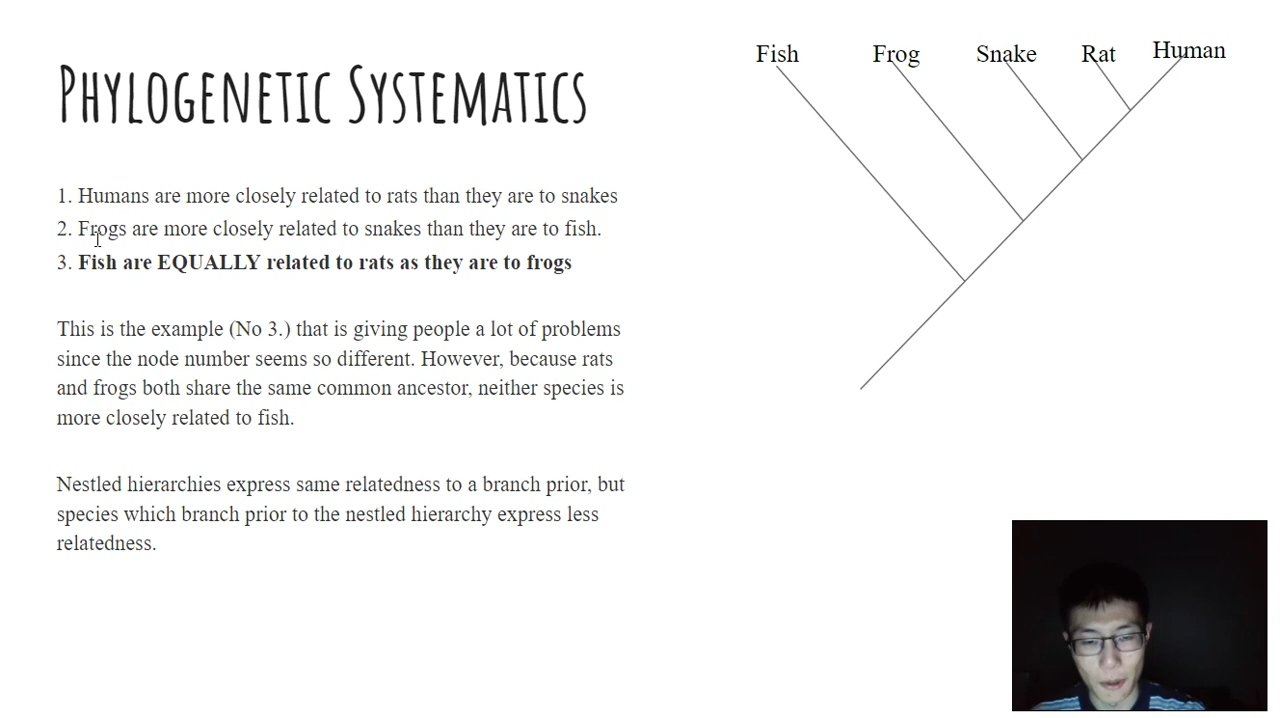 Phylogenetic Systematics
Fish Frog Snake Rat Human
1. Humans are more closely related to rats than they are to snakes
2. Frogs are more closely related to snakes than they are to fish.
3. Fish are EQUALLY related to rats as they are to frogs
This is the example (No 3.) that is giving people a lot of problems
since the node number seems so different. However, because rats
and frogs both share the same common ancestor, neither species is
more closely related to fish.
Nestled hierarchies express same relatedness to a branch prior, but
species which branch prior to the nestled hierarchy express less
relatedness.